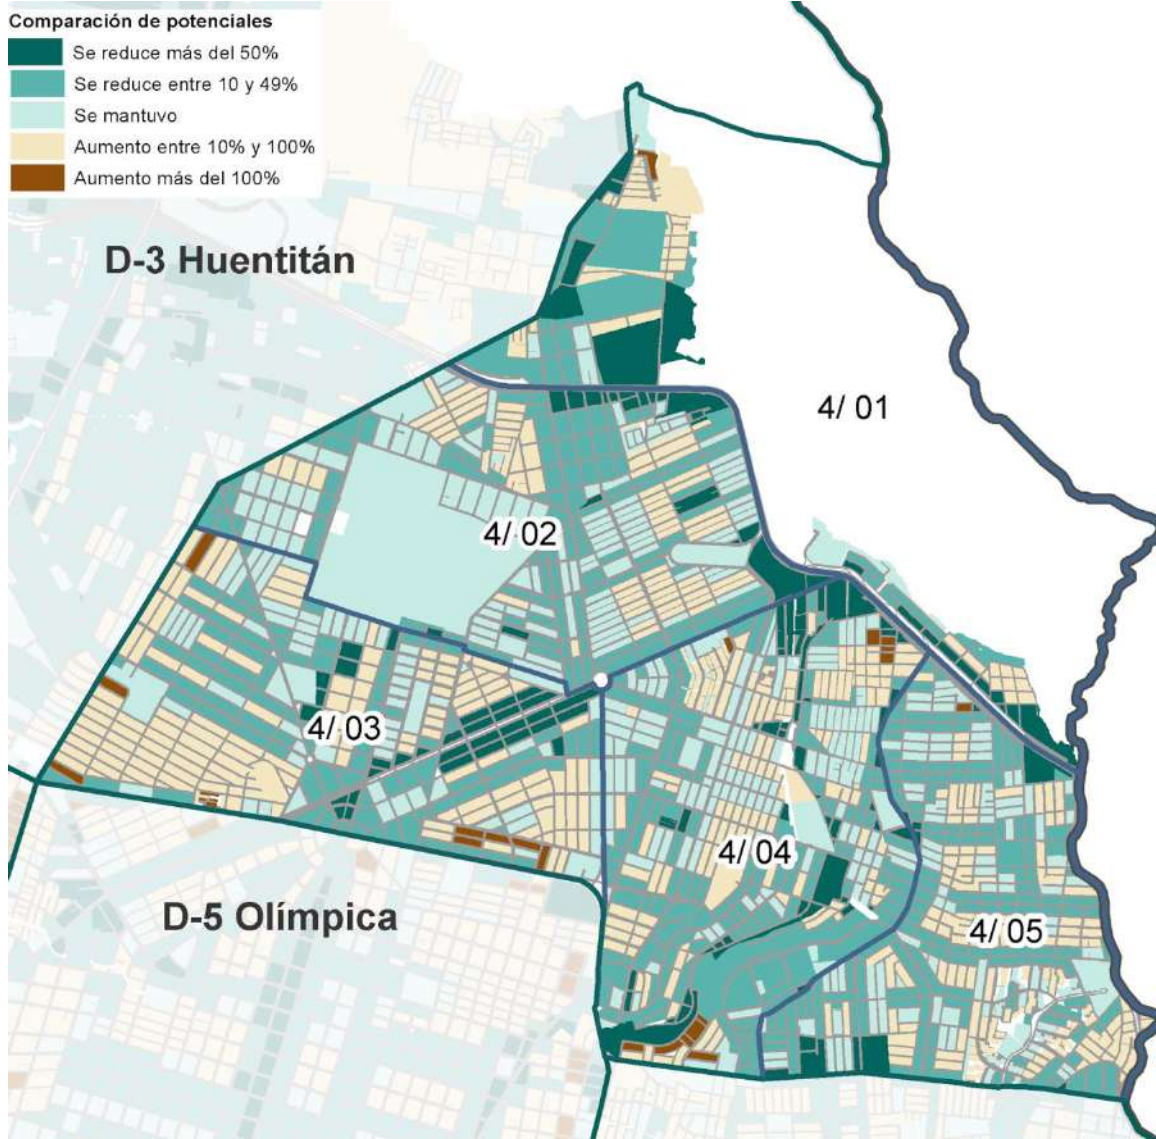 Comparación de potenciales
Se reduce más del 50%
Se reduce entre 10 y 49%
Se mantuvo
Aumento entre 10% y 100%
Aumento más del 100%
D-3 Huentitán
4/ 01
4/ 02
4/ 03
4/ 04
D-5 Olímpica
4/ 05